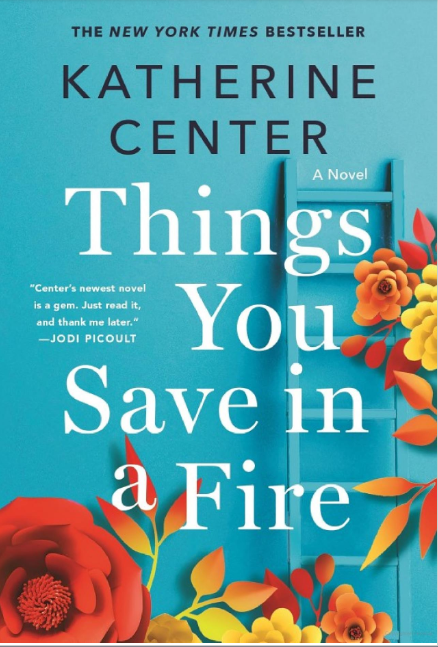 THE NEW YORK TIMES BESTSELLER
KATHERINE
CENTER
A Novel
Things
You
Save in
a Fire
"Center's newest novel
is a gem. Just read it,
and thank me later."
—JODI PICOULT